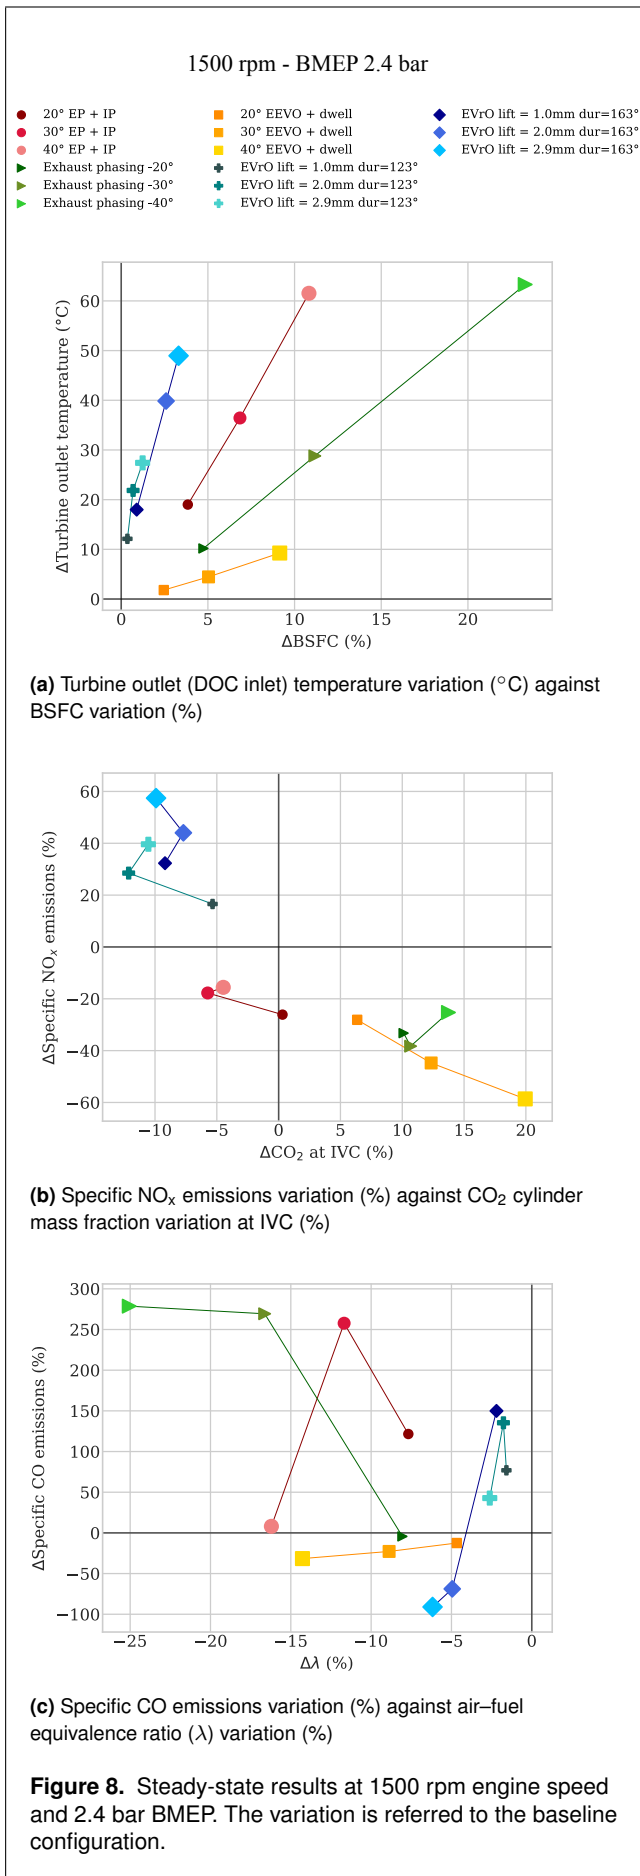 1500 rpm - BMEP 2.4 bar
20° EP + IP
30° EP + IP
40° EP + IP
Exhaust phasing -20°
Exhaust phasing -30°
Exhaust phasing -40°
20° EEVO + dwell
30° EEVO + dwell
40° EEVO + dwell
EVrO lift = 1.0mm dur=123°
EVrO lift = 2.0mm dur=123°
EVrO lift = 2.9mm dur=123°
EVrO lift = 1.0mm dur=163°
EVrO lift = 2.0mm dur=163°
EVrO lift = 2.9mm dur=163°
ΔTurbine outlet temperature (°C)
60
50
40
30
20
10
0
0 5 10 15 20
ΔBSFC (%)
(a) Turbine outlet (DOC inlet) temperature variation (°C) against
BSFC variation (%)
ΔSpecific NOₓ emissions (%)
60
40
20
0
−20
−40
−60
−10 −5 0 5 10 15 20
ΔCO₂ at IVC (%)
(b) Specific NOₓ emissions variation (%) against CO₂ cylinder
mass fraction variation at IVC (%)
ΔSpecific CO emissions (%)
300
250
200
150
100
50
0
−50
−100
−25 −20 −15 −10 −5 0
Δλ (%)
(c) Specific CO emissions variation (%) against air–fuel
equivalence ratio (λ) variation (%)
Figure 8. Steady-state results at 1500 rpm engine speed
and 2.4 bar BMEP. The variation is referred to the baseline
configuration.